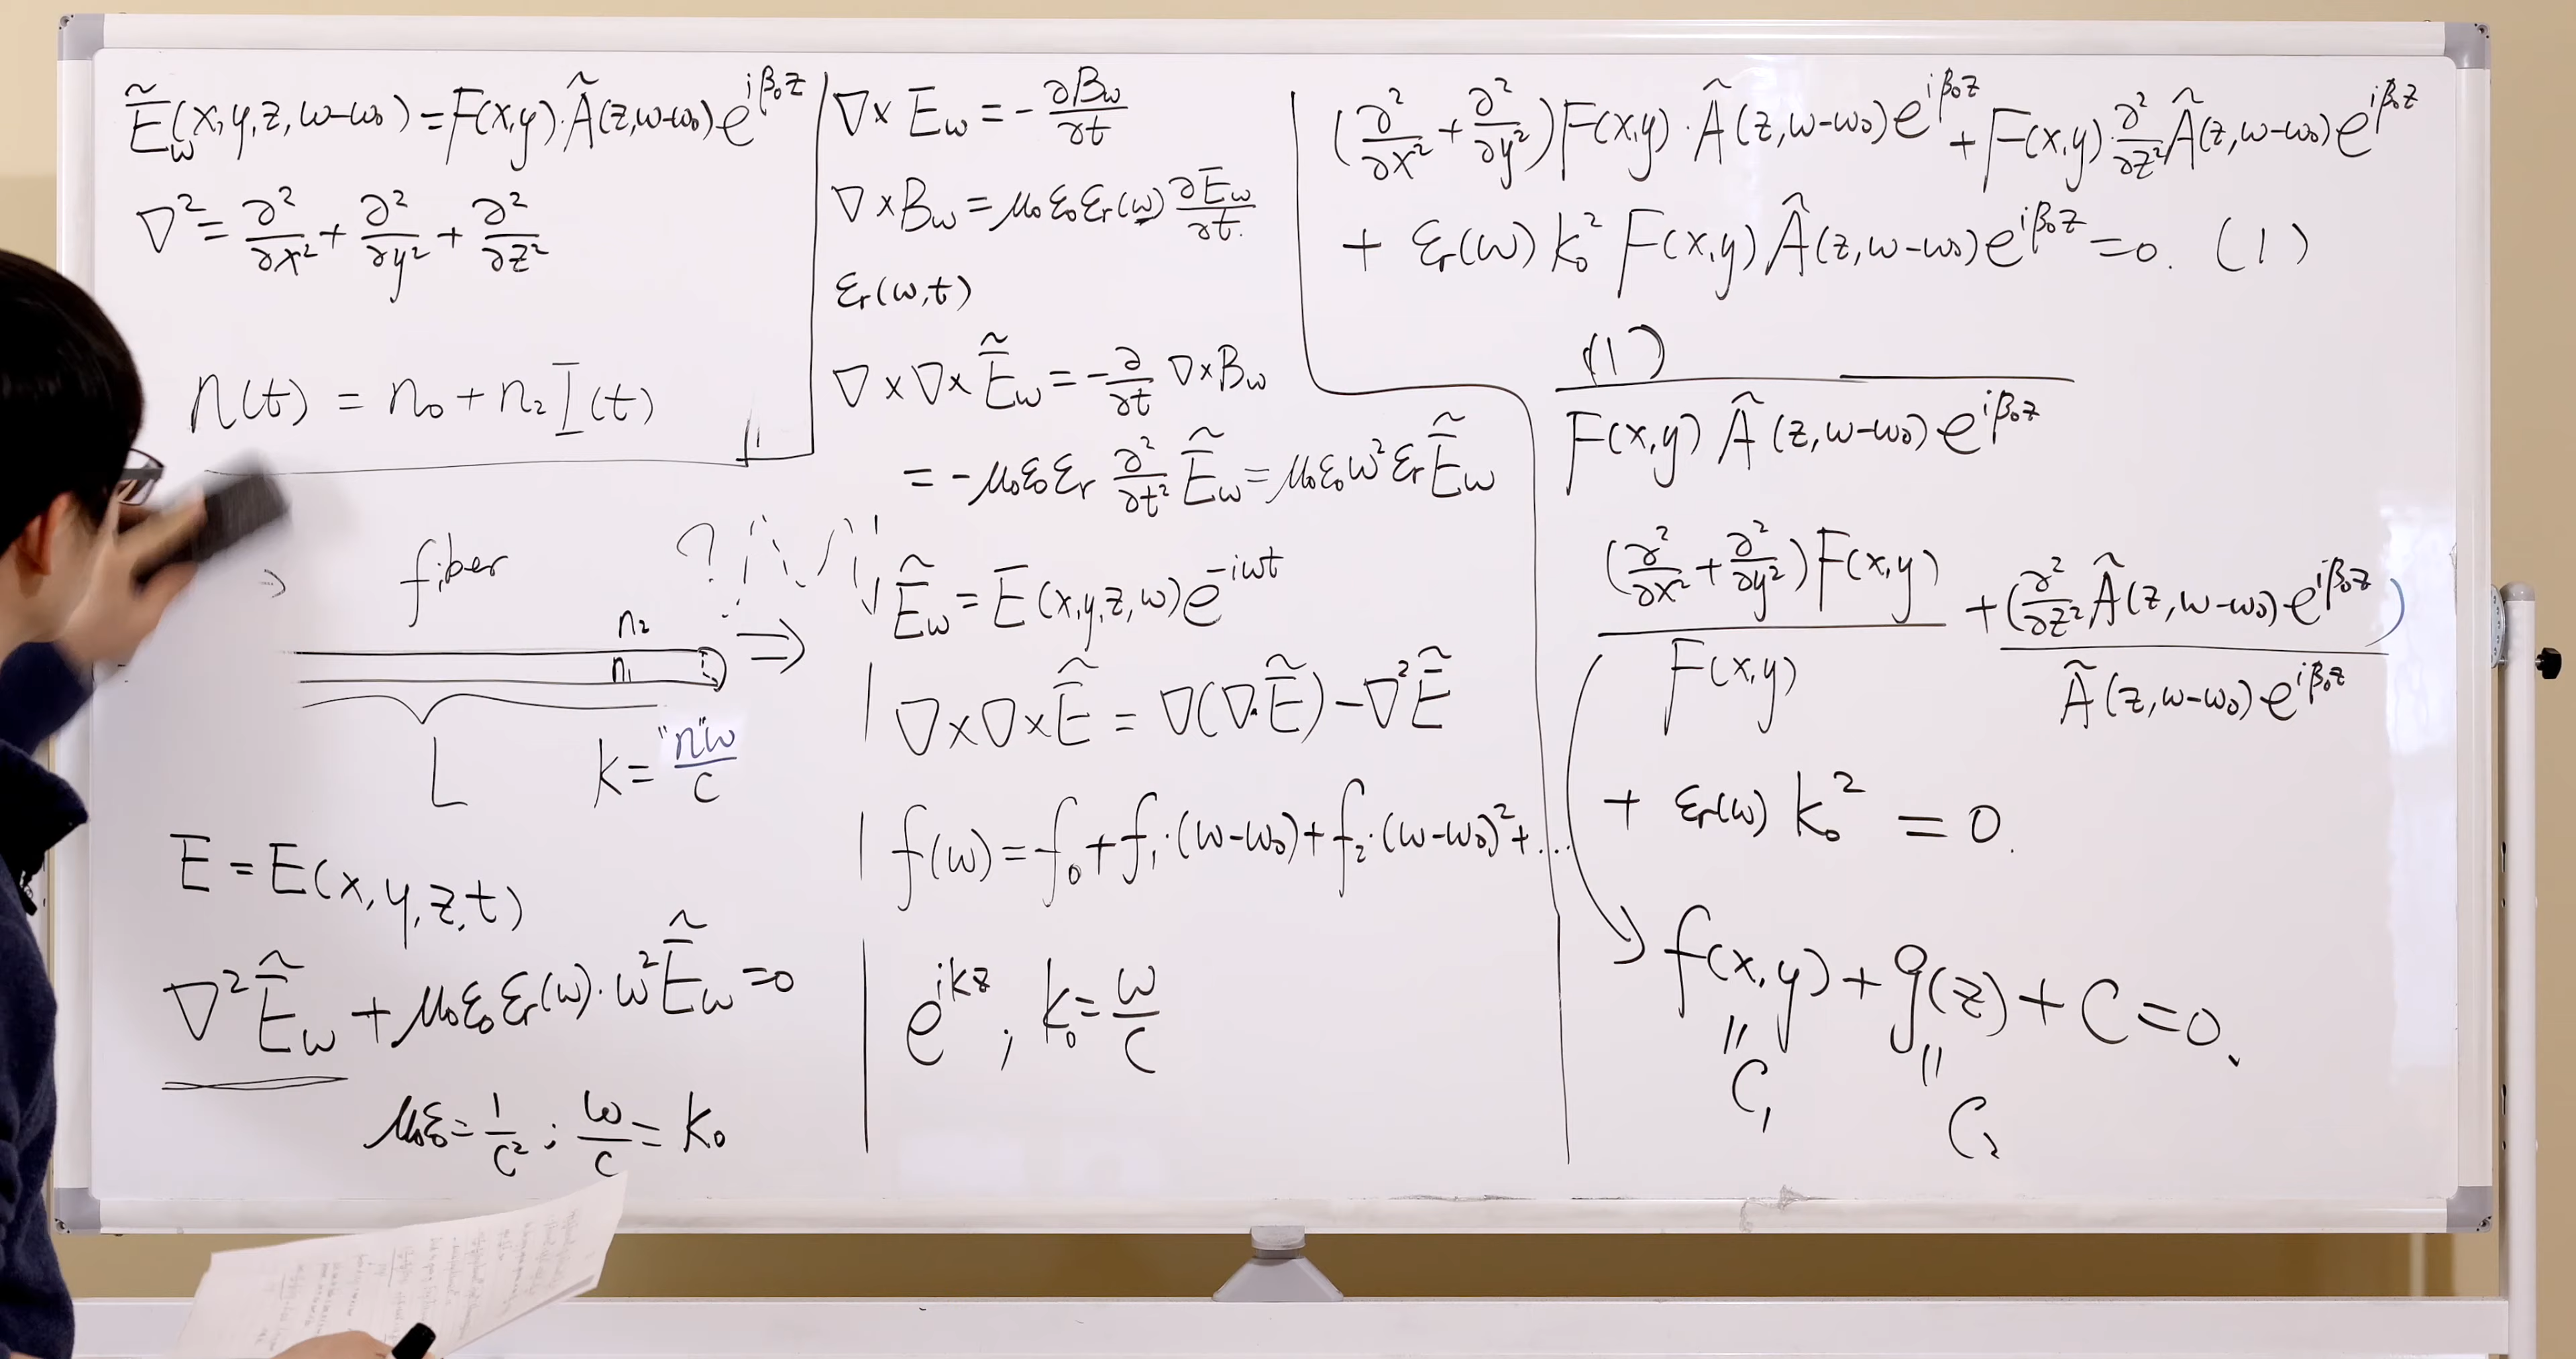 Ẽ_ω(x,y,z,ω-ω₀)=F(x,y)·Ã(z,ω-ω₀)e^{iβ₀z}
∇²=∂²/∂x²+∂²/∂y²+∂²/∂z²
n(t)=n₀+n₂I(t)
fiber
n₂
n₁
?
⇒
L
k="n"ω/c
E=E(x,y,z,t)
∇²Ẽ_ω+μ₀ε₀ε_r(ω)·ω²Ẽ_ω=0
μ₀ε₀=1/c²; ω/c=k₀
∇×E_ω=-∂B_ω/∂t
∇×B_ω=μ₀ε₀ε_r(ω)∂E_ω/∂t.
ε_r(ω,t)
∇×∇×Ẽ_ω=-∂/∂t ∇×B_ω
=-μ₀ε₀ε_r ∂²/∂t² Ẽ_ω=μ₀ε₀ω²ε_rẼ_ω
Ẽ_ω=E(x,y,z,ω)e^{-iωt}
∇×∇×Ẽ=∇(∇·Ẽ)-∇²Ẽ
f(ω)=f₀+f₁·(ω-ω₀)+f₂·(ω-ω₀)²+...
e^{ikz}; k₀=ω/c
(∂²/∂x²+∂²/∂y²)F(x,y)·Ã(z,ω-ω₀)e^{iβ₀z}+F(x,y)·∂²/∂z²Ã(z,ω-ω₀)e^{iβ₀z}
+ε_r(ω)k₀²F(x,y)Ã(z,ω-ω₀)e^{iβ₀z}=0. (1)
(1)
F(x,y)Ã(z,ω-ω₀)e^{iβ₀z}
(∂²/∂x²+∂²/∂y²)F(x,y)/F(x,y)+(∂²/∂z²Ã(z,ω-ω₀)e^{iβ₀z})/Ã(z,ω-ω₀)e^{iβ₀z}
+ε_r(ω)k₀²=0.
f(x,y)+g(z)+C=0.
C₁ C₂